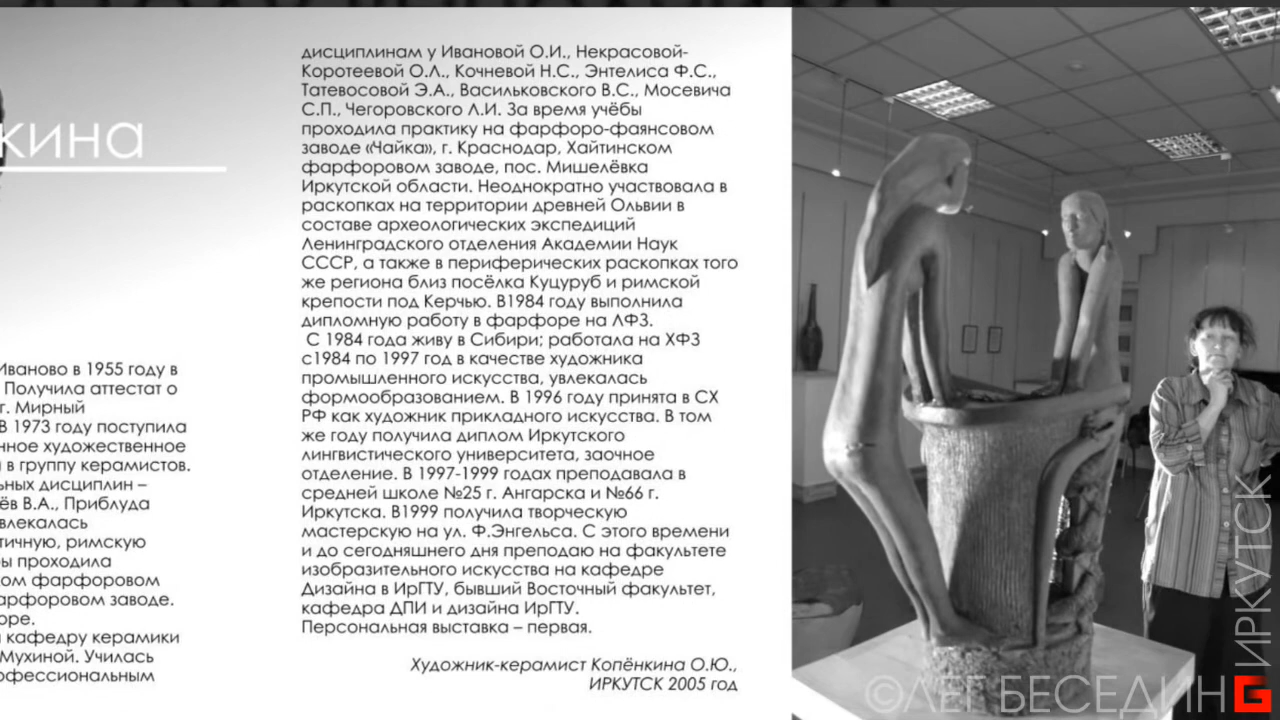 кина
Иваново в 1955 году в
Получила аттестат о
г. Мирный
В 1973 году поступила
нное художественное
в группу керамистов.
ьных дисциплин –
ёв В.А., Приблуда
влекалась
тичную, римскую
ы проходила
ом фарфоровом
арфоровом заводе.
оре.
кафедру керамики
Мухиной. Училась
офессиональным
дисциплинам у Ивановой О.И., Некрасовой-
Коротеевой О.Л., Кочневой Н.С., Энтелиса Ф.С.,
Татевосовой Э.А., Васильковского В.С., Мосевича
С.П., Чегоровского Л.И. За время учёбы
проходила практику на фарфоро-фаянсовом
заводе «Чайка», г. Краснодар, Хайтинском
фарфоровом заводе, пос. Мишелёвка
Иркутской области. Неоднократно участвовала в
раскопках на территории древней Ольвии в
составе археологических экспедиций
Ленинградского отделения Академии Наук
СССР, а также в периферических раскопках того
же региона близ посёлка Куцуруб и римской
крепости под Керчью. В1984 году выполнила
дипломную работу в фарфоре на ЛФЗ.
С 1984 года живу в Сибири; работала на ХФЗ
с1984 по 1997 год в качестве художника
промышленного искусства, увлекалась
формообразованием. В 1996 году принята в СХ
РФ как художник прикладного искусства. В том
же году получила диплом Иркутского
лингвистического университета, заочное
отделение. В 1997-1999 годах преподавала в
средней школе №25 г. Ангарска и №66 г.
Иркутска. В1999 получила творческую
мастерскую на ул. Ф.Энгельса. С этого времени
и до сегодняшнего дня преподаю на факультете
изобразительного искусства на кафедре
Дизайна в ИрГТУ, бывший Восточный факультет,
кафедра ДПИ и дизайна ИрГТУ.
Персональная выставка – первая.
Художник-керамист Копёнкина О.Ю.,
ИРКУТСК 2005 год
©ЛЕГ БЕСЕДИН
ИРКУТСК